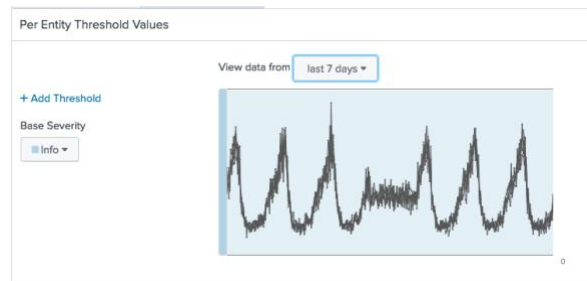 Per Entity Threshold Values
View data from last 7 days
+ Add Threshold
Base Severity
Info
0